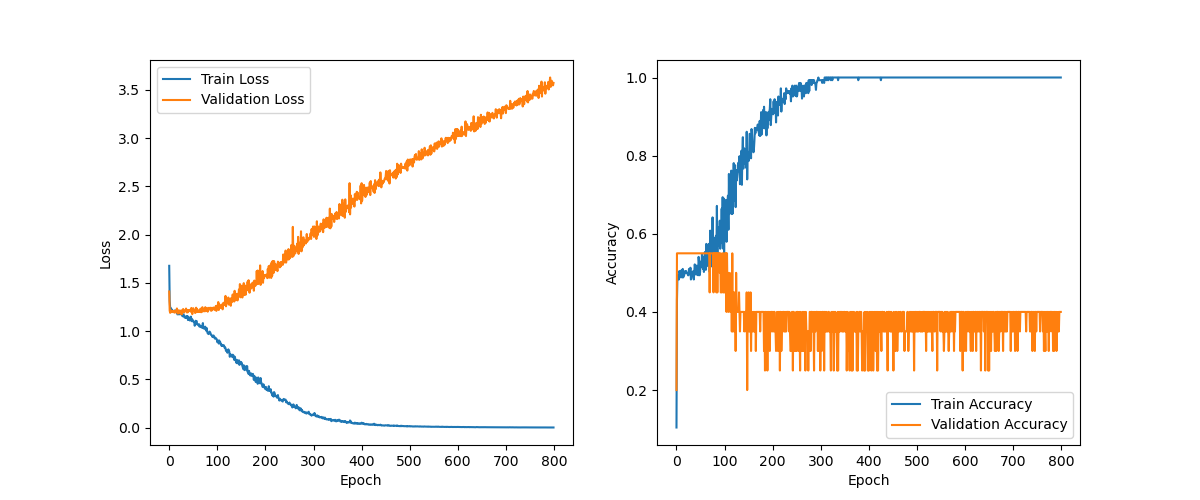 Train Loss
Validation Loss
3.5
3.0
2.5
2.0
1.5
1.0
0.5
0.0
Loss
0 100 200 300 400 500 600 700 800
Epoch
1.0
0.8
0.6
0.4
0.2
Accuracy
Train Accuracy
Validation Accuracy
0 100 200 300 400 500 600 700 800
Epoch